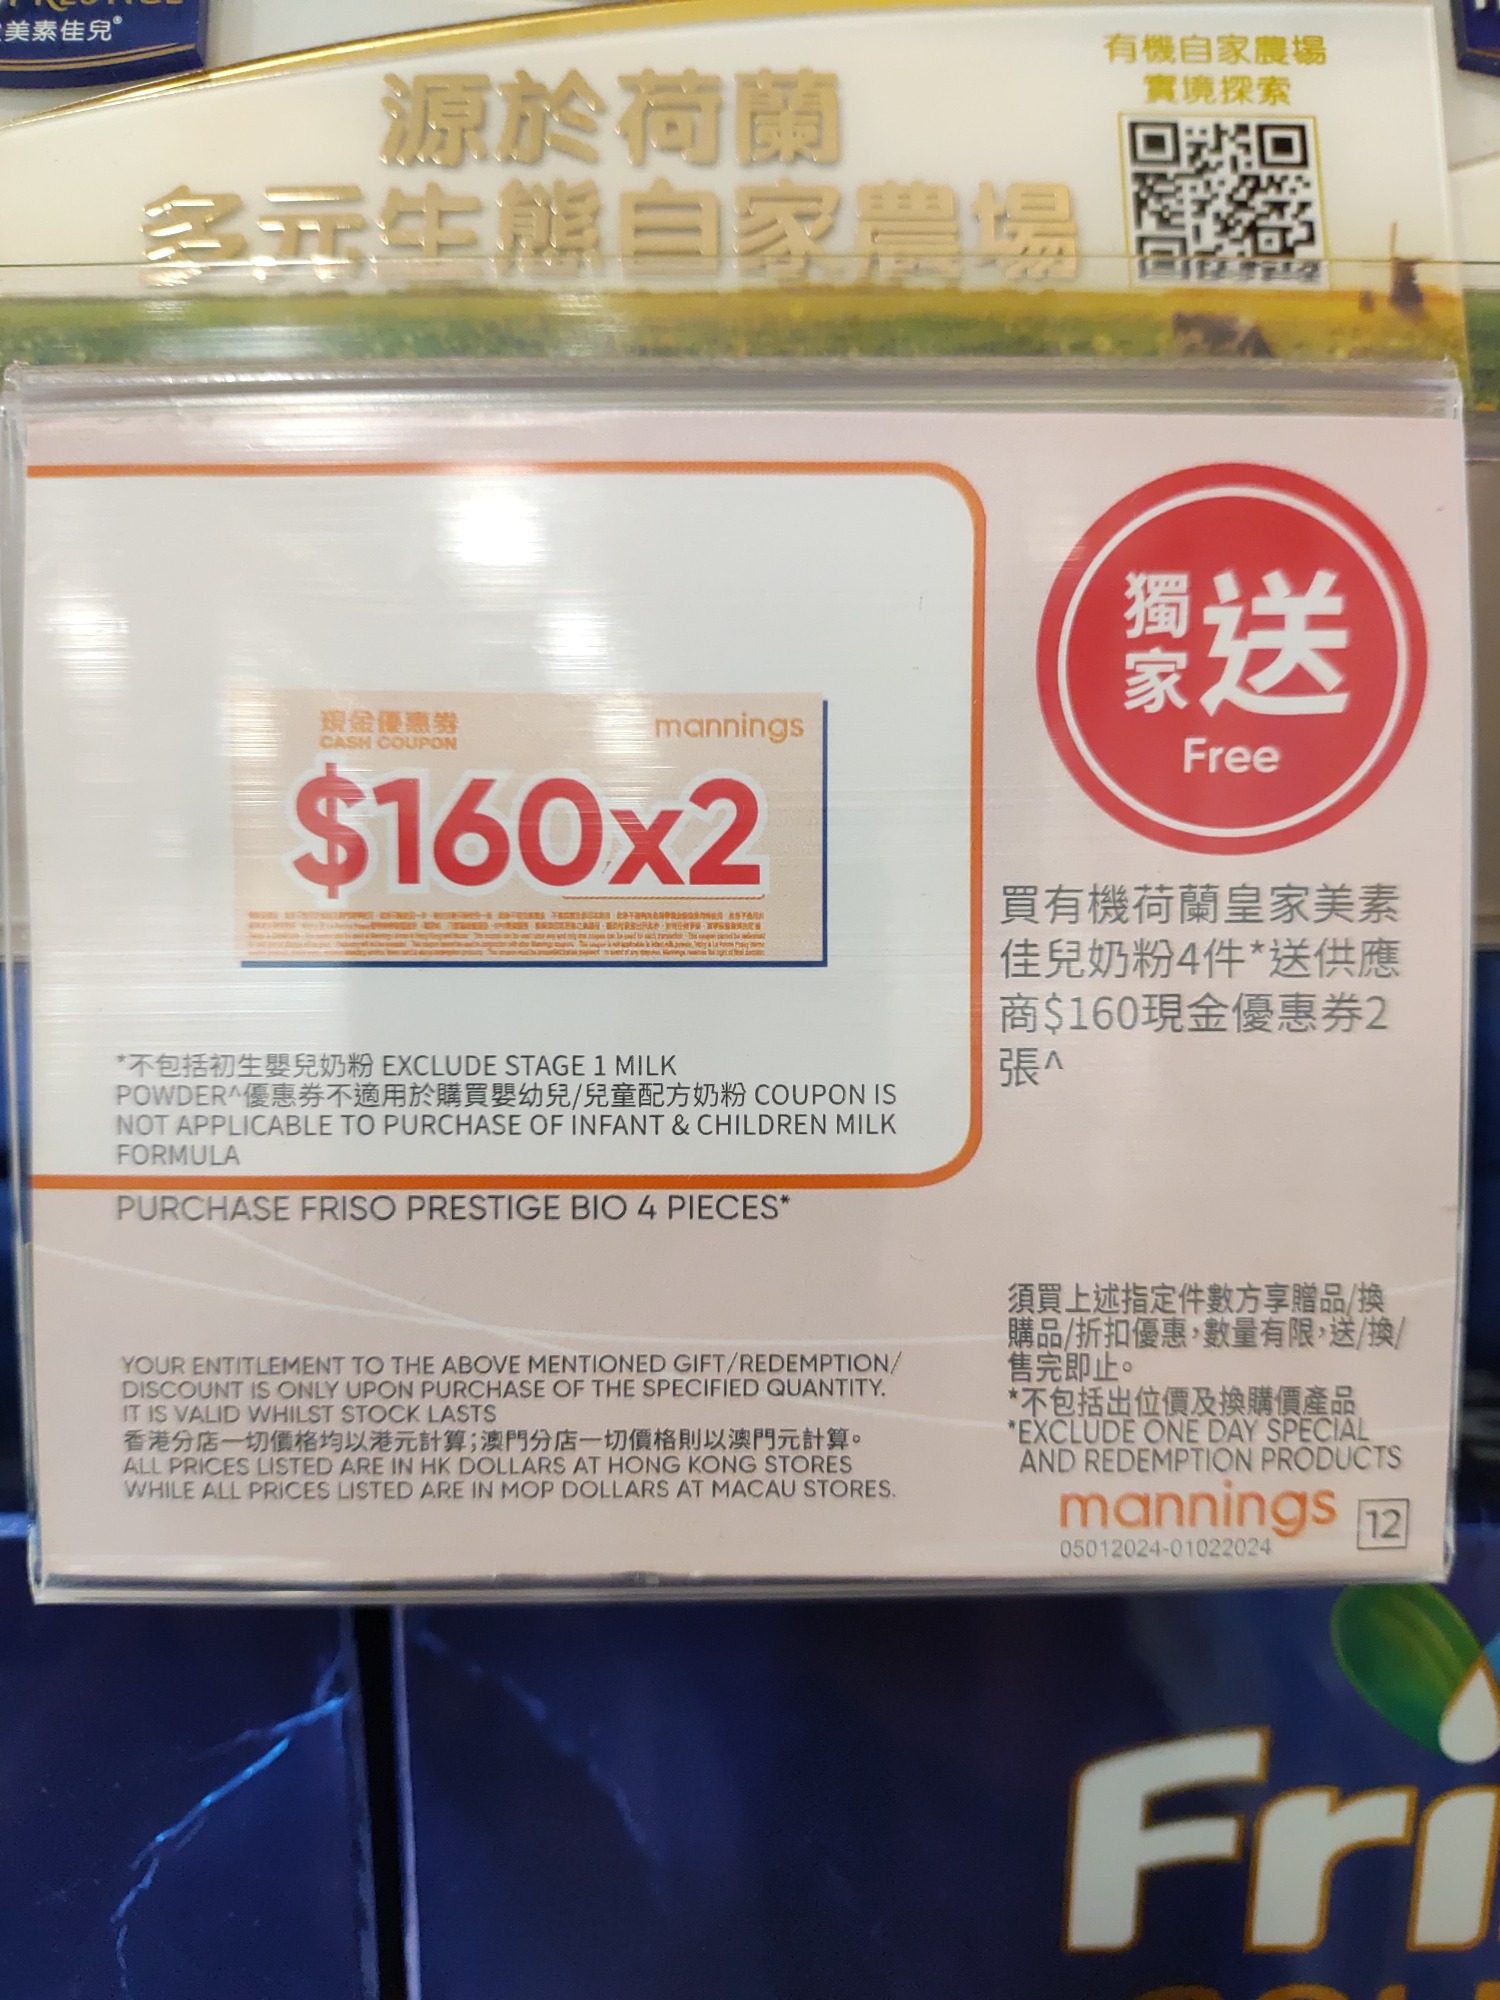 美素佳兒®
有機自家農場
實境探索
源於荷蘭
多元生態自家農場
獨家送
Free
現金優惠券
CASH COUPON
mannings
$160x2
買有機荷蘭皇家美素
佳兒奶粉4件*送供應
商$160現金優惠券2
張^
*不包括初生嬰兒奶粉 EXCLUDE STAGE 1 MILK
POWDER^優惠券不適用於購買嬰幼兒/兒童配方奶粉 COUPON IS
NOT APPLICABLE TO PURCHASE OF INFANT & CHILDREN MILK
FORMULA
PURCHASE FRISO PRESTIGE BIO 4 PIECES*
YOUR ENTITLEMENT TO THE ABOVE MENTIONED GIFT/REDEMPTION/
DISCOUNT IS ONLY UPON PURCHASE OF THE SPECIFIED QUANTITY.
IT IS VALID WHILST STOCK LASTS
香港分店一切價格均以港元計算;澳門分店一切價格則以澳門元計算。
ALL PRICES LISTED ARE IN HK DOLLARS AT HONG KONG STORES
WHILE ALL PRICES LISTED ARE IN MOP DOLLARS AT MACAU STORES.
須買上述指定件數方享贈品/換
購品/折扣優惠,數量有限,送/換/
售完即止。
*不包括出位價及換購價產品
*EXCLUDE ONE DAY SPECIAL
AND REDEMPTION PRODUCTS
mannings
12
05012024-01022024
Fri